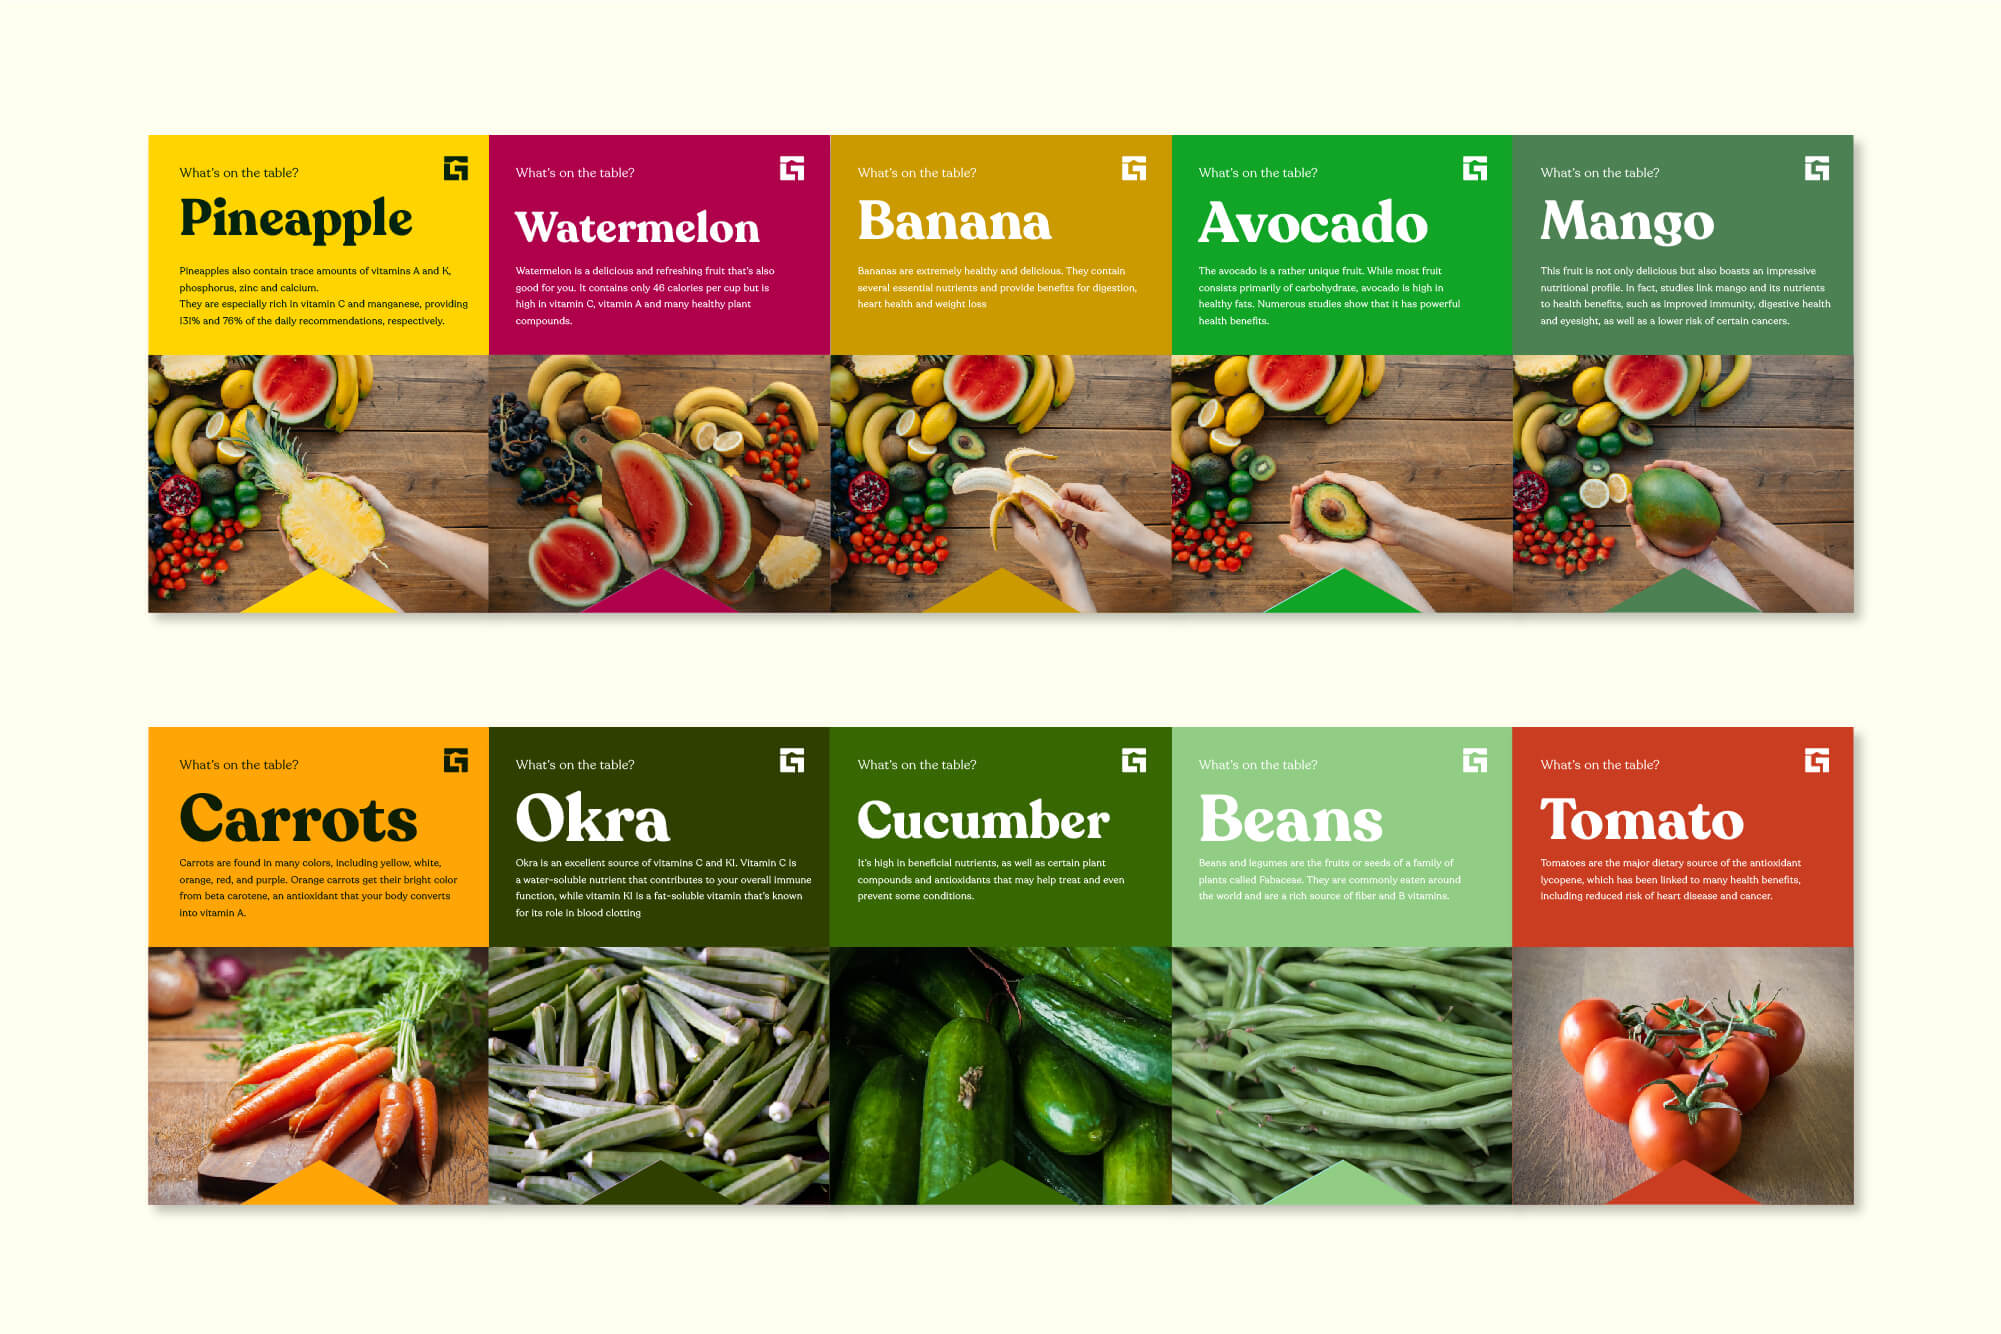 What's on the table?
Pineapple
Pineapples also contain trace amounts of vitamins A and K,
phosphorus, zinc and calcium.
They are especially rich in vitamin C and manganese, providing
131% and 76% of the daily recommendations, respectively.
What's on the table?
Watermelon
Watermelon is a delicious and refreshing fruit that's also
good for you. It contains only 46 calories per cup but is
high in vitamin C, vitamin A and many healthy plant
compounds.
What's on the table?
Banana
Bananas are extremely healthy and delicious. They contain
several essential nutrients and provide benefits for digestion,
heart health and weight loss
What's on the table?
Avocado
The avocado is a rather unique fruit. While most fruit
consists primarily of carbohydrate, avocado is high in
healthy fats. Numerous studies show that it has powerful
health benefits.
What's on the table?
Mango
This fruit is not only delicious but also boasts an impressive
nutritional profile. In fact, studies link mango and its nutrients
to health benefits, such as improved immunity, digestive health
and eyesight, as well as a lower risk of certain cancers.
What's on the table?
Carrots
Carrots are found in many colors, including yellow, white,
orange, red, and purple. Orange carrots get their bright color
from beta carotene, an antioxidant that your body converts
into vitamin A.
What's on the table?
Okra
Okra is an excellent source of vitamins C and K1. Vitamin C is
a water-soluble nutrient that contributes to your overall immune
function, while vitamin K1 is a fat-soluble vitamin that's known
for its role in blood clotting
What's on the table?
Cucumber
It's high in beneficial nutrients, as well as certain plant
compounds and antioxidants that may help treat and even
prevent some conditions.
What's on the table?
Beans
Beans and legumes are the fruits or seeds of a family of
plants called Fabaceae. They are commonly eaten around
the world and are a rich source of fiber and B vitamins.
What's on the table?
Tomato
Tomatoes are the major dietary source of the antioxidant
lycopene, which has been linked to many health benefits,
including reduced risk of heart disease and cancer.